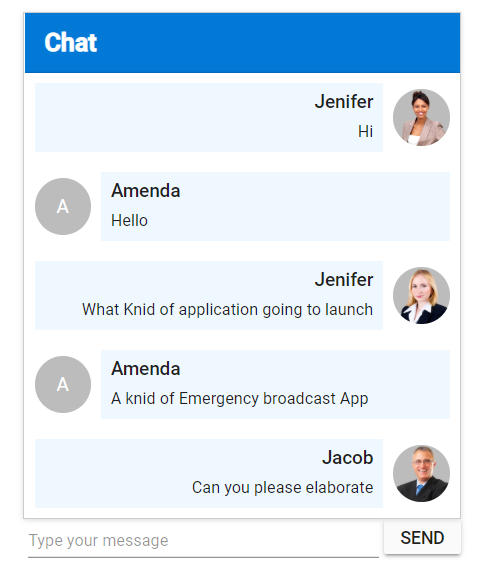 Chat
Jenifer
Hi
A
Amenda
Hello
Jenifer
What Knid of application going to launch
A
Amenda
A knid of Emergency broadcast App
Jacob
Can you please elaborate
Type your message
SEND